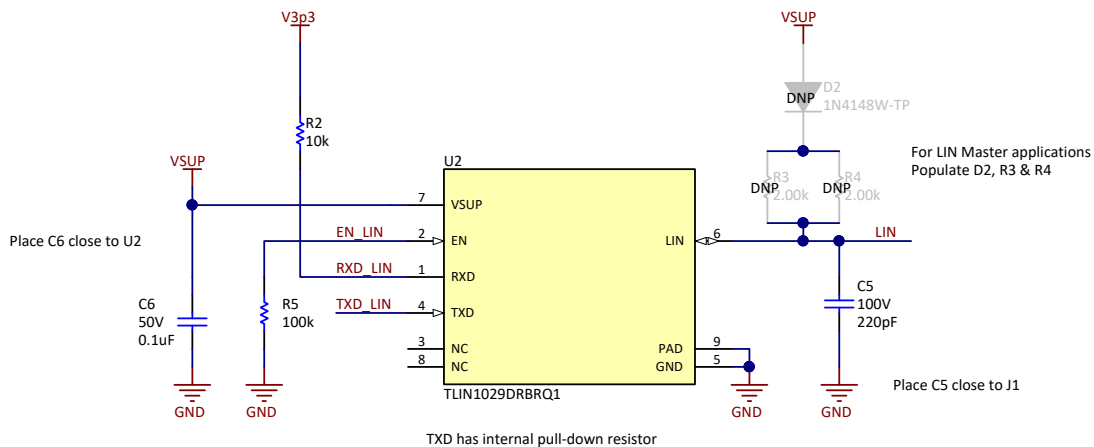 V3p3
VSUP
D2
DNP
1N4148W-TP
R2
10k
For LIN Master applications
Populate D2, R3 & R4
VSUP
U2
R3
DNP
2.00k
R4
DNP
2.00k
7
VSUP
Place C6 close to U2
EN_LIN
2
EN
LIN
6
LIN
RXD_LIN
1
RXD
C6
50V
0.1uF
R5
100k
TXD_LIN
4
TXD
C5
100V
220pF
3
NC
PAD
9
8
NC
GND
5
GND
GND
TLIN1029DRBRQ1
GND
GND
Place C5 close to J1
TXD has internal pull-down resistor